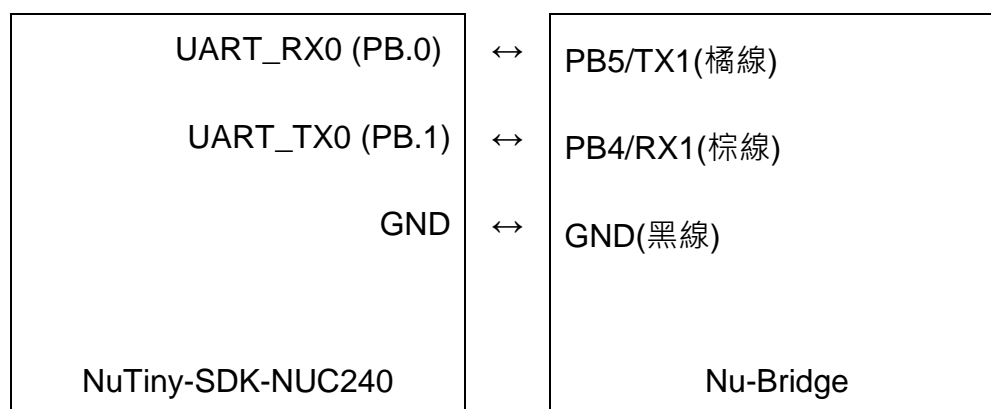 UART_RX0 (PB.0) ↔ PB5/TX1(橘線)
UART_TX0 (PB.1) ↔ PB4/RX1(棕線)
GND ↔ GND(黑線)
NuTiny-SDK-NUC240 Nu-Bridge